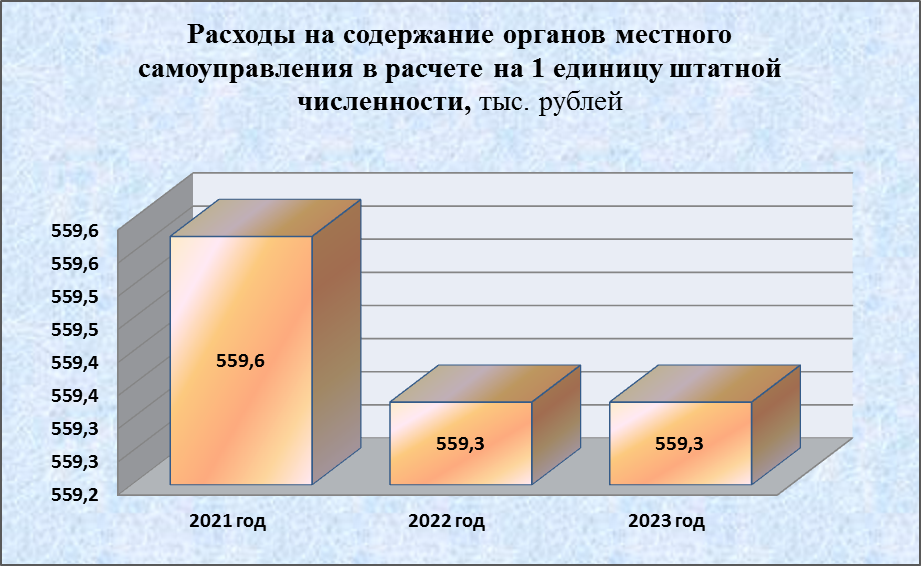 Расходы на содержание органов местного
самоуправления в расчете на 1 единицу штатной
численности, тыс. рублей
559,6
559,6
559,5
559,5
559,4
559,4
559,3
559,3
559,2
559,6
559,3
559,3
2021 год
2022 год
2023 год